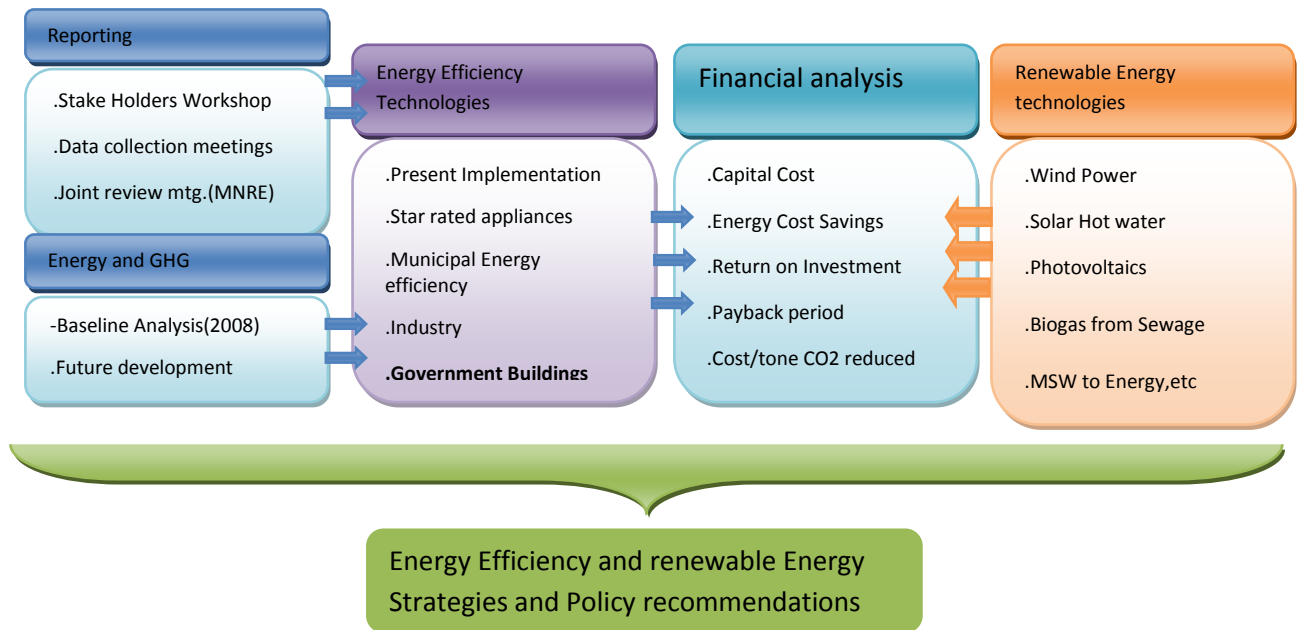 Reporting
.Stake Holders Workshop
.Data collection meetings
.Joint review mtg.(MNRE)
Energy and GHG
-Baseline Analysis(2008)
.Future development
Energy Efficiency
Technologies
.Present Implementation
.Star rated appliances
.Municipal Energy
efficiency
.Industry
.Government Buildings
Financial analysis
.Capital Cost
.Energy Cost Savings
.Return on Investment
.Payback period
.Cost/tone CO2 reduced
Renewable Energy
technologies
.Wind Power
.Solar Hot water
.Photovoltaics
.Biogas from Sewage
.MSW to Energy,etc
Energy Efficiency and renewable Energy
Strategies and Policy recommendations